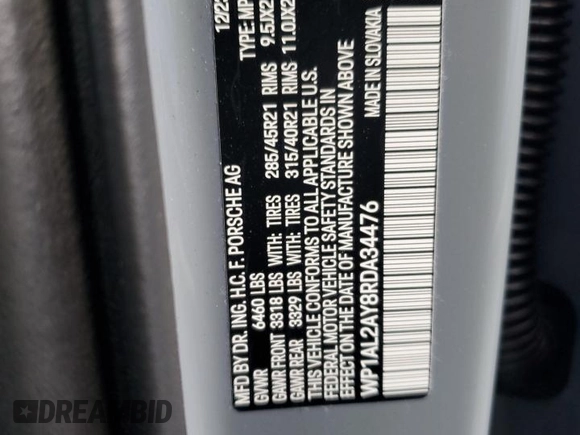 MFD BY DR. ING. H.C. F. PORSCHE AG
GVWR 6460 LBS
GAWR FRONT 3318 LBS WITH: TIRES 285/45R21 RIMS 9.5JX2
GAWR REAR 3329 LBS WITH: TIRES 315/40R21 RIMS 11.0JX2
THIS VEHICLE CONFORMS TO ALL APPLICABLE U.S.
FEDERAL MOTOR VEHICLE SAFETY STANDARDS IN
EFFECT ON THE DATE OF MANUFACTURE SHOWN ABOVE
WP1AL2AY8RDA34476
MADE IN SLOVAKIA
TYPE: MP
DREAMBID